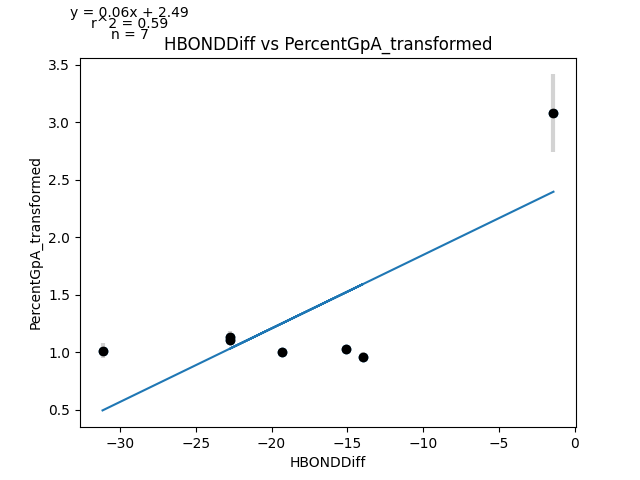 y = 0.06x + 2.49
r^2 = 0.59
n = 7
HBONDDiff vs PercentGpA_transformed
3.5
3.0
2.5
2.0
1.5
1.0
0.5
PercentGpA_transformed
−30
−25
−20
−15
−10
−5
0
HBONDDiff